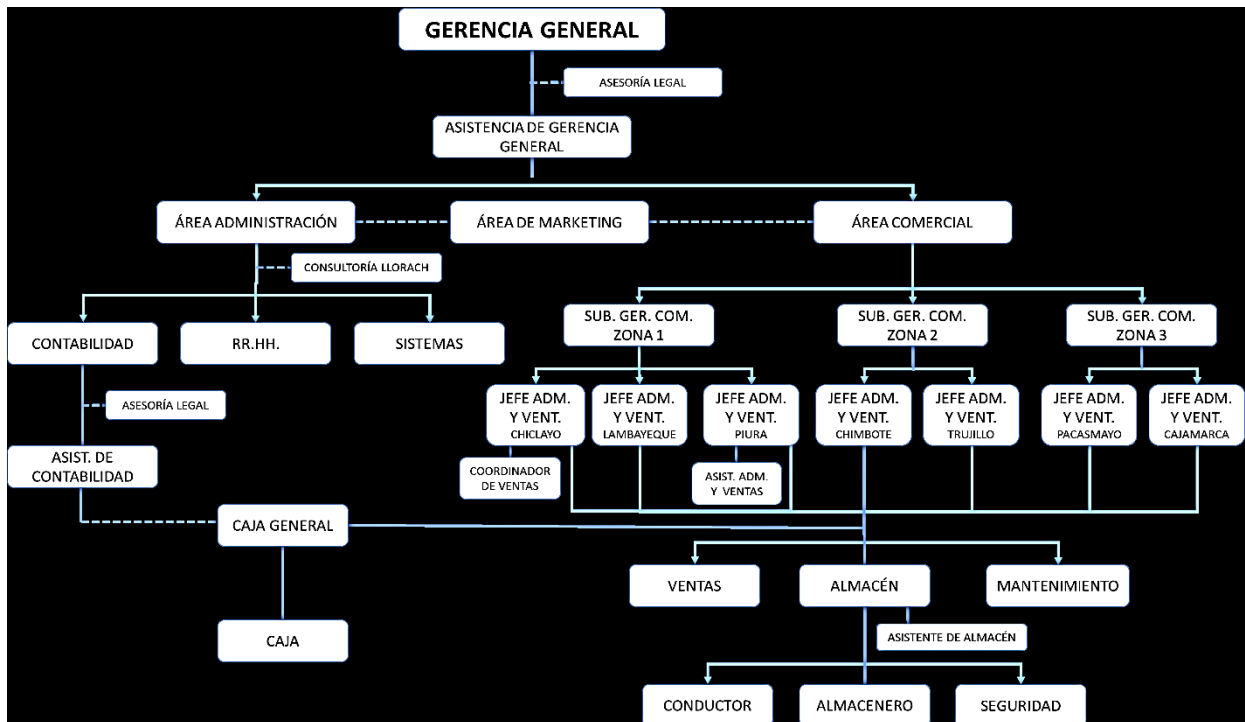 GERENCIA GENERAL
ASESORÍA LEGAL
ASISTENCIA DE GERENCIA
GENERAL
ÁREA ADMINISTRACIÓN
ÁREA DE MARKETING
ÁREA COMERCIAL
CONSULTORÍA LLORACH
CONTABILIDAD
RR.HH.
SISTEMAS
SUB. GER. COM.
ZONA 1
SUB. GER. COM.
ZONA 2
SUB. GER. COM.
ZONA 3
ASESORÍA LEGAL
JEFE ADM.
Y VENT.
CHICLAYO
JEFE ADM.
Y VENT.
LAMBAYEQUE
JEFE ADM.
Y VENT.
PIURA
JEFE ADM.
Y VENT.
CHIMBOTE
JEFE ADM.
Y VENT.
TRUJILLO
JEFE ADM.
Y VENT.
PACASMAYO
JEFE ADM.
Y VENT.
CAJAMARCA
ASIST. DE
CONTABILIDAD
COORDINADOR
DE VENTAS
ASIST. ADM.
Y VENTAS
CAJA GENERAL
VENTAS
ALMACÉN
MANTENIMIENTO
CAJA
ASISTENTE DE ALMACÉN
CONDUCTOR
ALMACENERO
SEGURIDAD